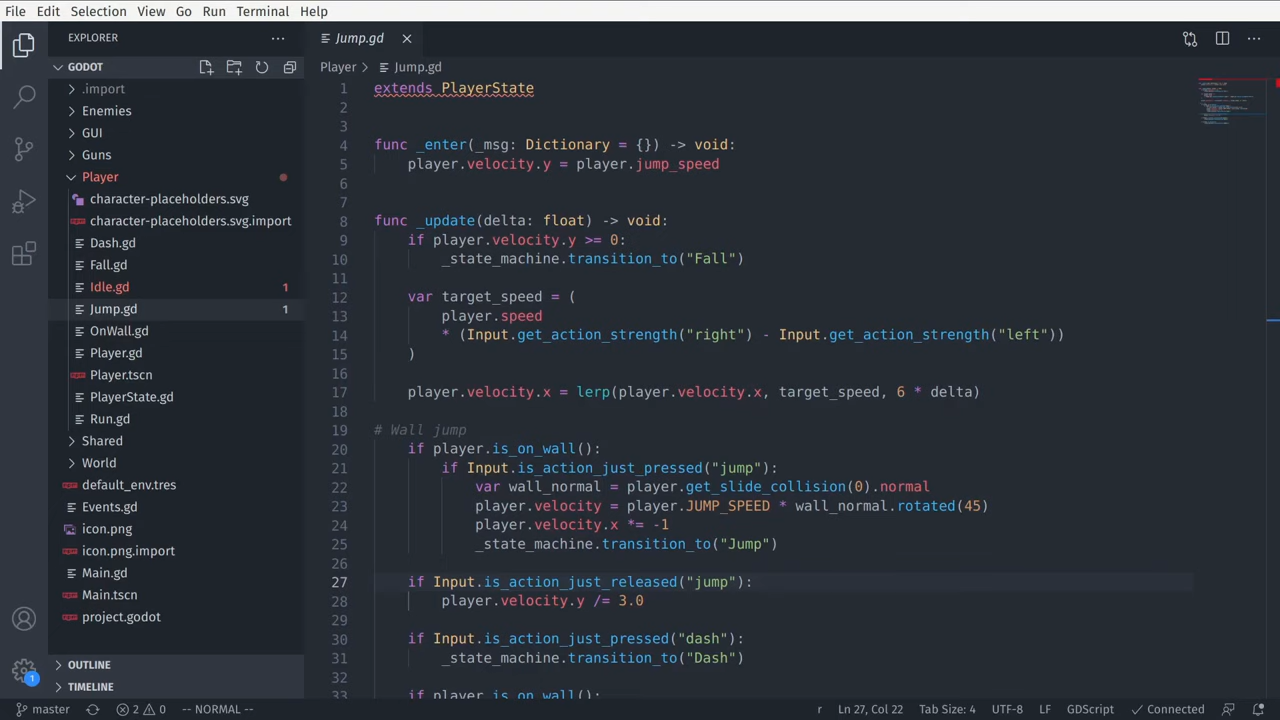 File Edit Selection View Go Run Terminal Help
EXPLORER
GODOT
.import
Enemies
GUI
Guns
Player
character-placeholders.svg
character-placeholders.svg.import
Dash.gd
Fall.gd
Idle.gd 1
Jump.gd 1
OnWall.gd
Player.gd
Player.tscn
PlayerState.gd
Run.gd
Shared
World
default_env.tres
Events.gd
icon.png
icon.png.import
Main.gd
Main.tscn
project.godot
OUTLINE
TIMELINE
1
Jump.gd
Player > Jump.gd
1 extends PlayerState
2
3
4 func _enter(_msg: Dictionary = {}) -> void:
5 player.velocity.y = player.jump_speed
6
7
8 func _update(delta: float) -> void:
9 if player.velocity.y >= 0:
10 _state_machine.transition_to("Fall")
11
12 var target_speed = (
13 player.speed
14 * (Input.get_action_strength("right") - Input.get_action_strength("left"))
15 )
16
17 player.velocity.x = lerp(player.velocity.x, target_speed, 6 * delta)
18
19 # Wall jump
20 if player.is_on_wall():
21 if Input.is_action_just_pressed("jump"):
22 var wall_normal = player.get_slide_collision(0).normal
23 player.velocity = player.JUMP_SPEED * wall_normal.rotated(45)
24 player.velocity.x *= -1
25 _state_machine.transition_to("Jump")
26
27 if Input.is_action_just_released("jump"):
28 player.velocity.y /= 3.0
29
30 if Input.is_action_just_pressed("dash"):
31 _state_machine.transition_to("Dash")
32
33 if player.is_on_wall():
master 2 0 -- NORMAL -- r Ln 27, Col 22 Tab Size: 4 UTF-8 LF GDScript Connected